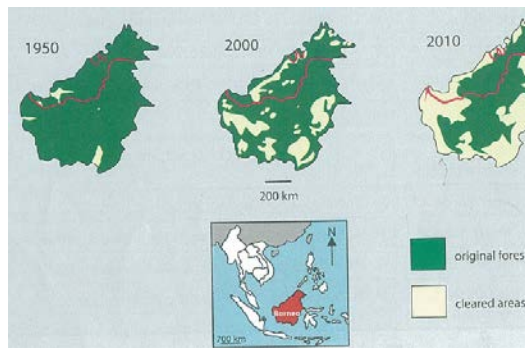 1950
2000
2010
200 km
N
Borneo
700 km
original fores
cleared areas